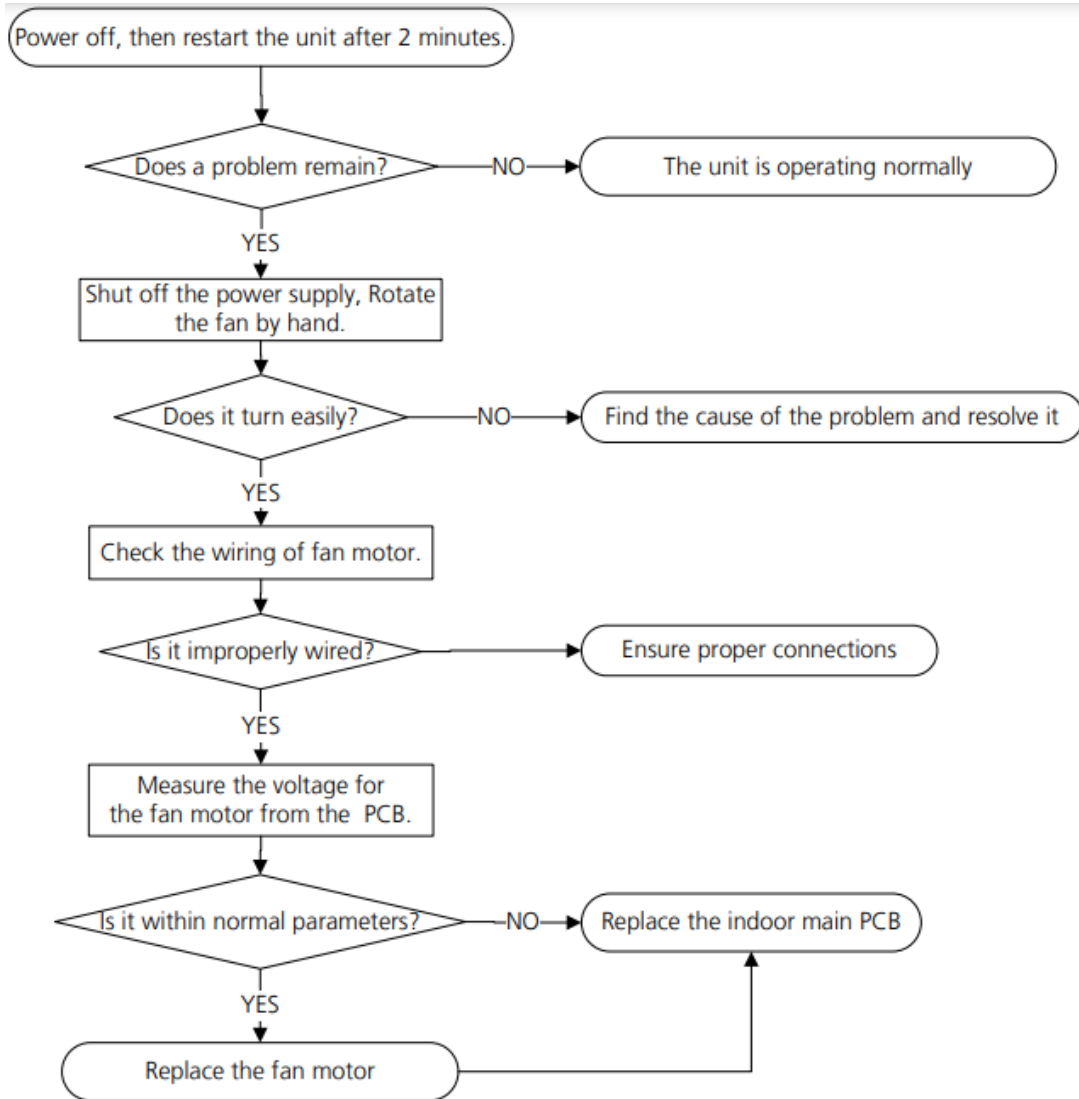 Power off, then restart the unit after 2 minutes.
Does a problem remain?
NO
The unit is operating normally
YES
Shut off the power supply, Rotate
the fan by hand.
Does it turn easily?
NO
Find the cause of the problem and resolve it
YES
Check the wiring of fan motor.
Is it improperly wired?
Ensure proper connections
YES
Measure the voltage for
the fan motor from the PCB.
Is it within normal parameters?
NO
Replace the indoor main PCB
YES
Replace the fan motor